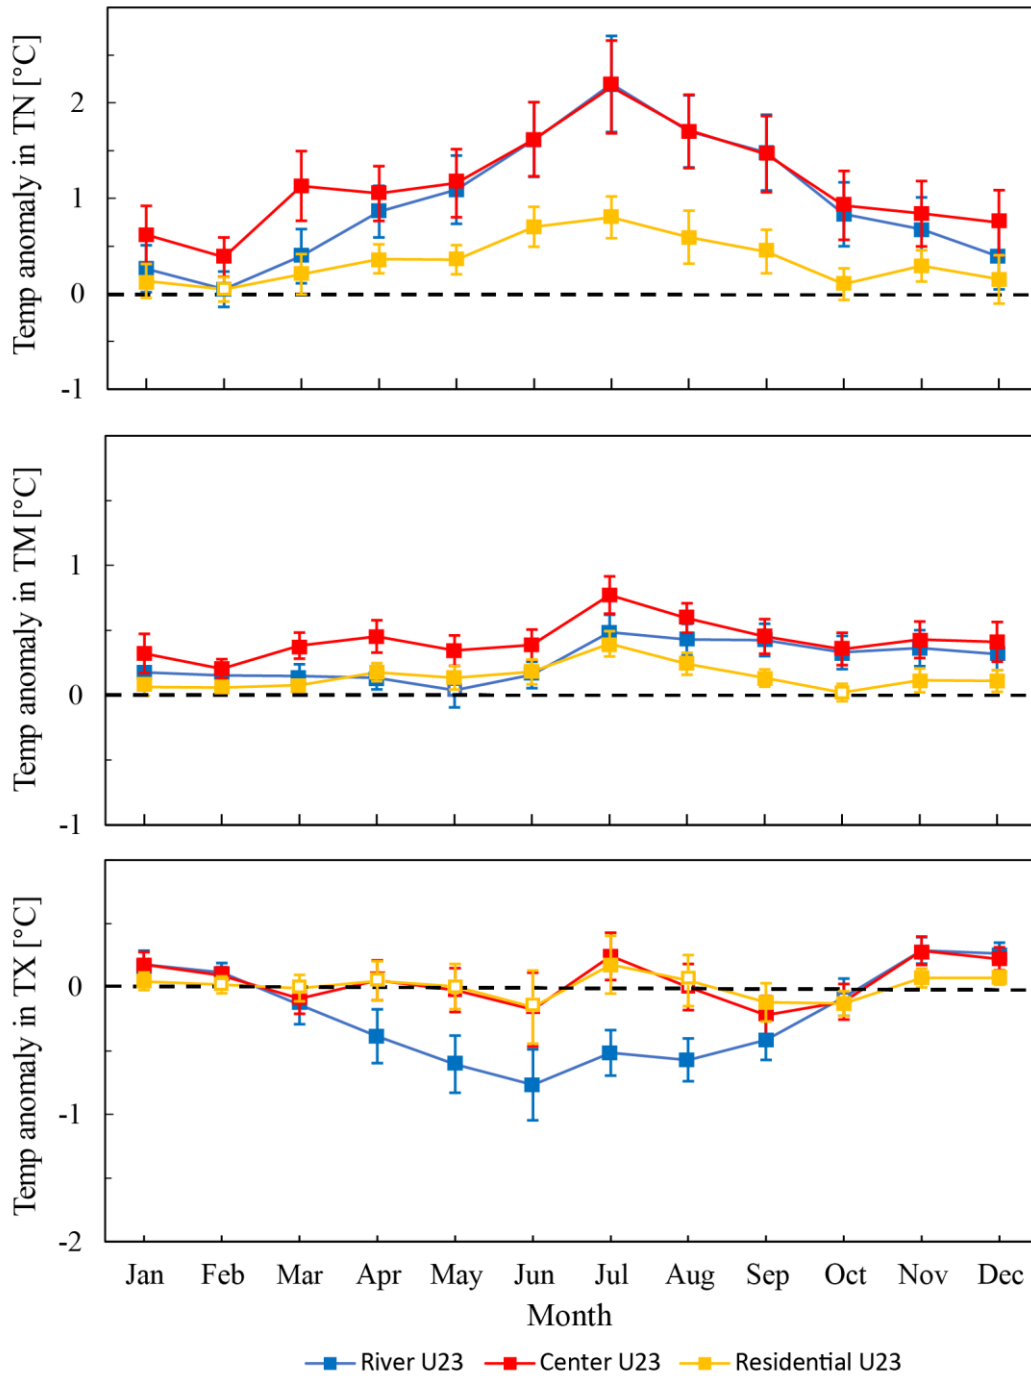 Temp anomaly in TN [°C]
2
1
0
-1
Temp anomaly in TM [°C]
1
0
-1
Temp anomaly in TX [°C]
0
-1
-2
Jan Feb Mar Apr May Jun Jul Aug Sep Oct Nov Dec
Month
River U23 Center U23 Residential U23